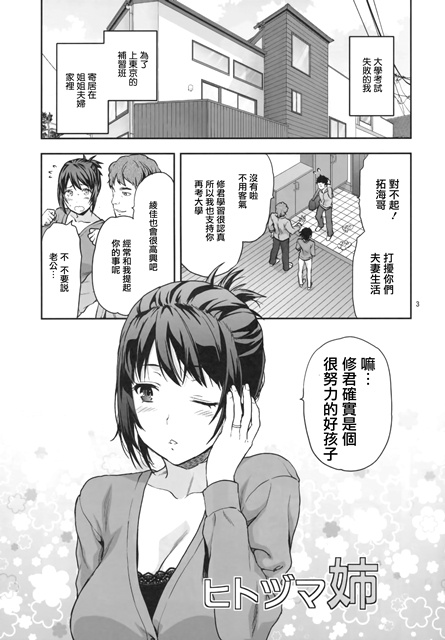 大學考試
失敗的我
為了
上東京的
補習班
寄居在
姐姐夫婦
家裡
對不起！
拓海哥
打擾你們
夫妻生活
沒有啦
不用客氣
修君學習很認真
所以我也支持你
再考大學
綾佳也會很高興吧
經常和我提起
你的事呢
不 不要說
老公…
3
嘛…
修君確實是個
很努力的好孩子
ヒトヅマ姉